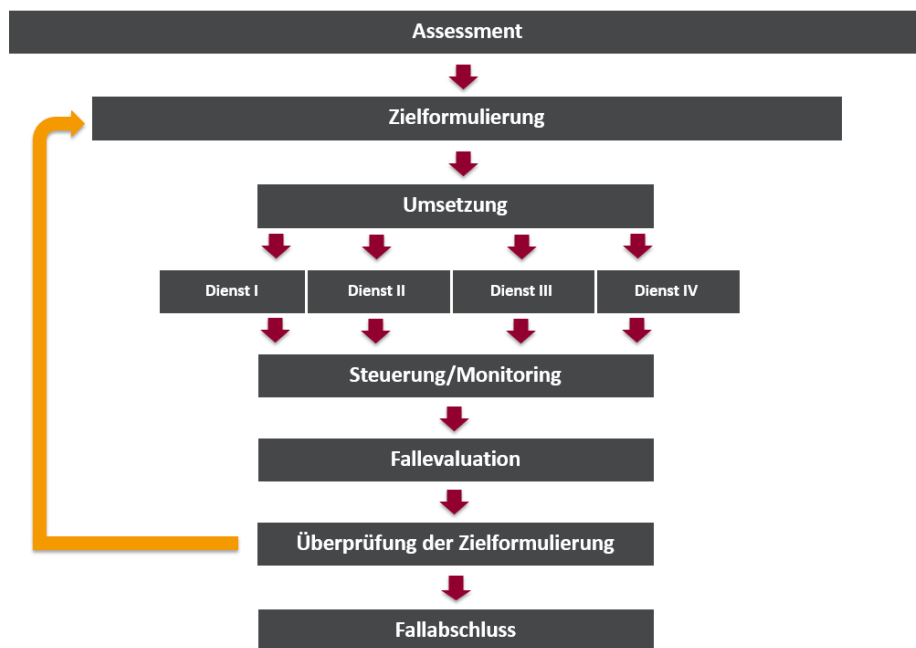 Assessment
Zielformulierung
Umsetzung
Dienst I
Dienst II
Dienst III
Dienst IV
Steuerung/Monitoring
Fallevaluation
Überprüfung der Zielformulierung
Fallabschluss